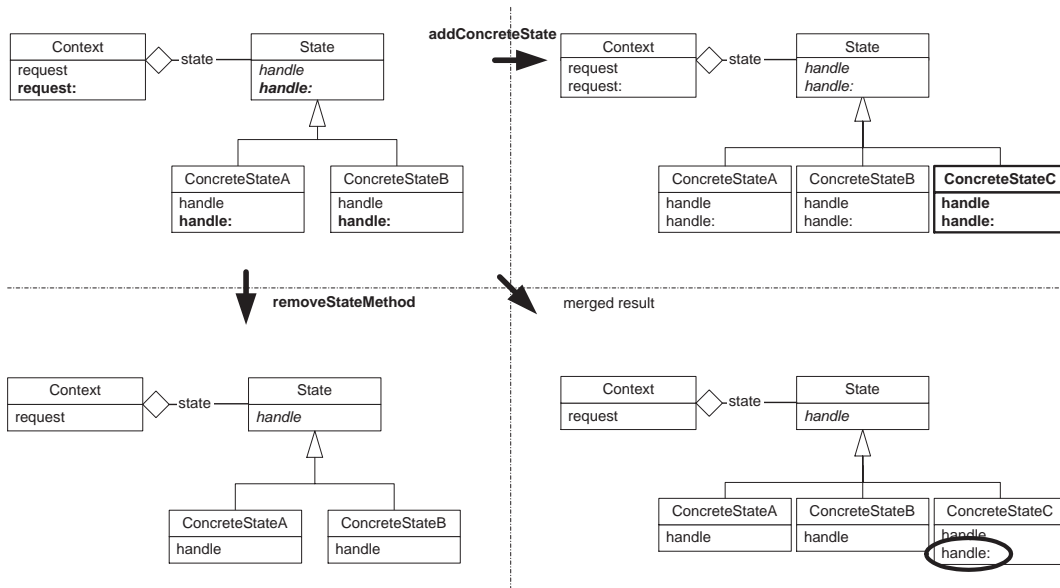 Context
request
request:
state
State
handle
handle:
ConcreteStateA
handle
handle:
ConcreteStateB
handle
handle:
addConcreteState
Context
request
request:
state
State
handle
handle:
ConcreteStateA
handle
handle:
ConcreteStateB
handle
handle:
ConcreteStateC
handle
handle:
removeStateMethod
merged result
Context
request
state
State
handle
ConcreteStateA
handle
ConcreteStateB
handle
Context
request
state
State
handle
ConcreteStateA
handle
ConcreteStateB
handle
ConcreteStateC
handle
handle: